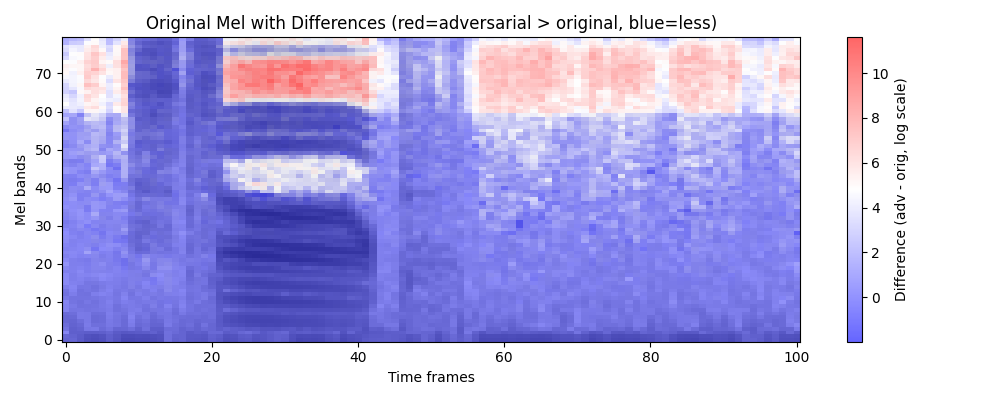 Original Mel with Differences (red=adversarial > original, blue=less)
Mel bands
70
60
50
40
30
20
10
0
0 20 40 60 80 100
Time frames
10
8
6
4
2
0
Difference (adv - orig, log scale)